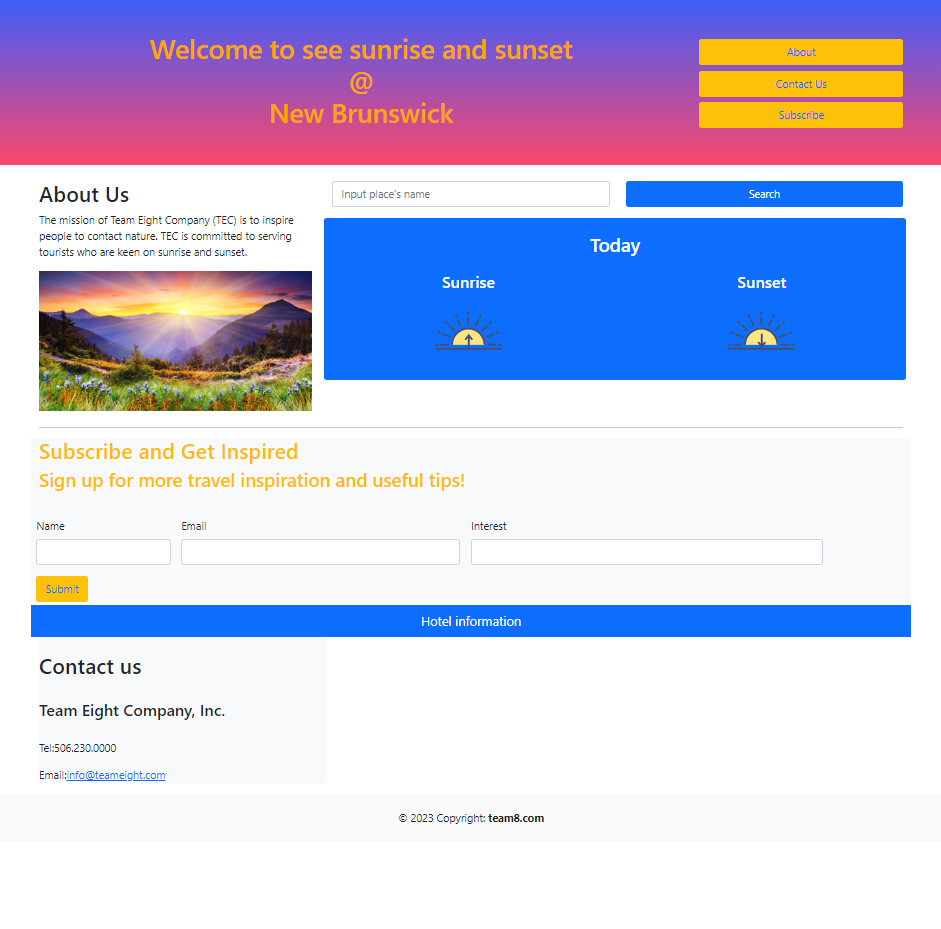 Welcome to see sunrise and sunset
@
New Brunswick
About
Contact Us
Subscribe
About Us
The mission of Team Eight Company (TEC) is to inspire
people to contact nature. TEC is committed to serving
tourists who are keen on sunrise and sunset.
Input place's name
Search
Today
Sunrise
Sunset
Subscribe and Get Inspired
Sign up for more travel inspiration and useful tips!
Name
Email
Interest
Submit
Hotel information
Contact us
Team Eight Company, Inc.
Tel:506.230.0000
Email:info@teameight.com
© 2023 Copyright: team8.com